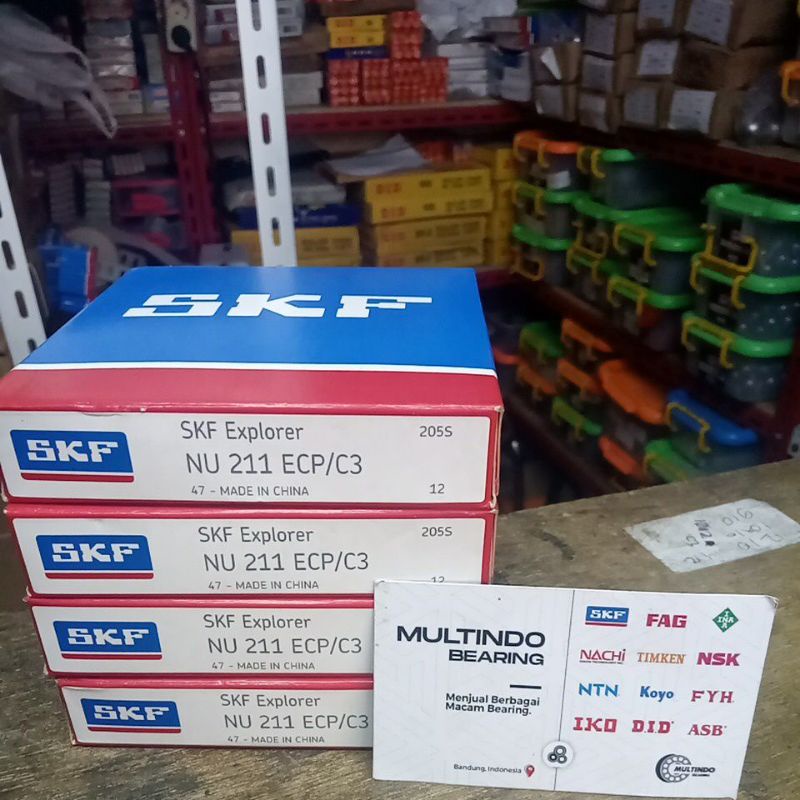 SKF
SKF
SKF Explorer
205S
NU 211 ECP/C3
47 - MADE IN CHINA
12
SKF
SKF Explorer
205S
NU 211 ECP/C3
47 - MADE IN CHINA
12
SKF
SKF Explorer
NU 211 ECP/C3
47 - MADE IN CHINA
SKF
SKF Explorer
NU 211 ECP/C3
47 - MADE IN CHINA
MULTINDO
BEARING
Menjual Berbagai
Macam Bearing.
Bandung, Indonesia
SKF FAG INA
NACHI TIMKEN NSK
NTN Koyo FYH
IKO D.I.D ASB
MULTINDO
BEARING
D.I.D
D.I.D